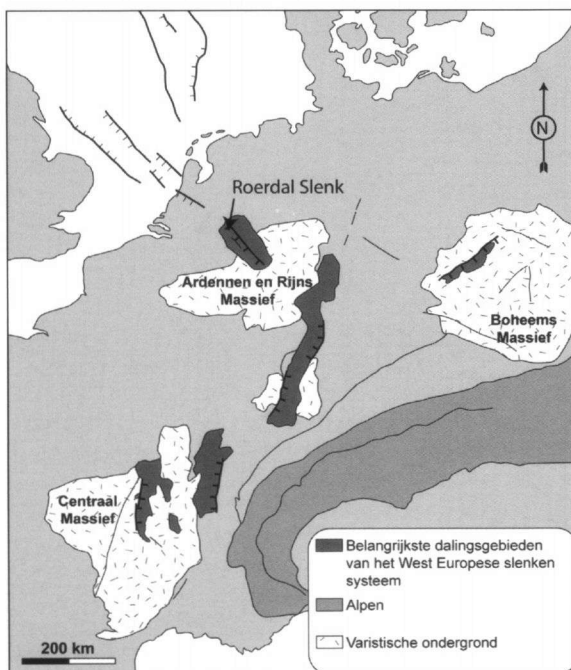 N
Roerdal Slenk
Ardennen en Rijns
Massief
Boheems
Massief
Centraal
Massief
Belangrijkste dalingsgebieden
van het West Europese slenken
systeem
Alpen
Varistische ondergrond
200 km